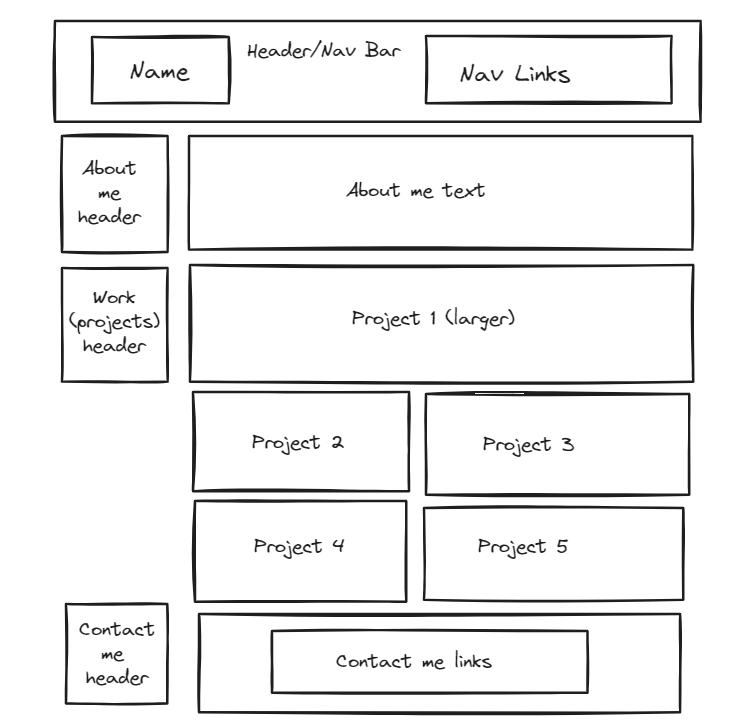 Name
Header/Nav Bar
Nav Links
About
me
header
About me text
Work
(projects)
header
Project 1 (larger)
Project 2
Project 3
Project 4
Project 5
Contact
me
header
Contact me links